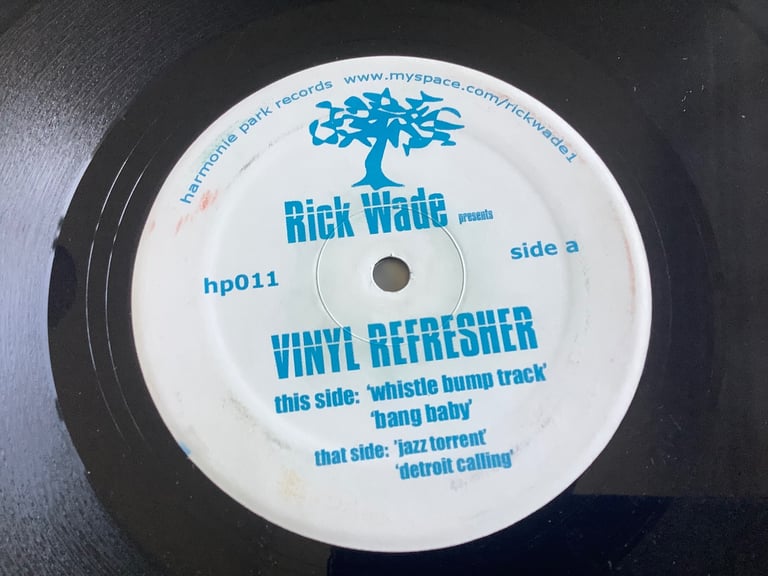 harmonie park records www.myspace.com/rickwade1
Rick Wade presents
hp011
side a
VINYL REFRESHER
this side: 'whistle bump track'
'bang baby'
that side: 'jazz torrent'
'detroit calling'